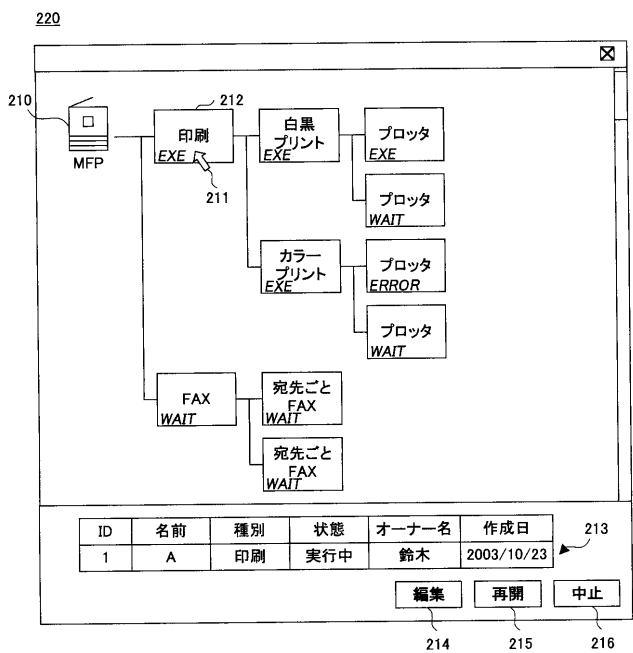 220
210
MFP
212
印刷
EXE
211
白黒
プリント
EXE
プロッタ
EXE
プロッタ
WAIT
カラー
プリント
EXE
プロッタ
ERROR
プロッタ
WAIT
FAX
WAIT
宛先ごと
FAX
WAIT
宛先ごと
FAX
WAIT
ID 名前 種別 状態 オーナー名 作成日
1 A 印刷 実行中 鈴木 2003/10/23
213
編集 再開 中止
214 215 216